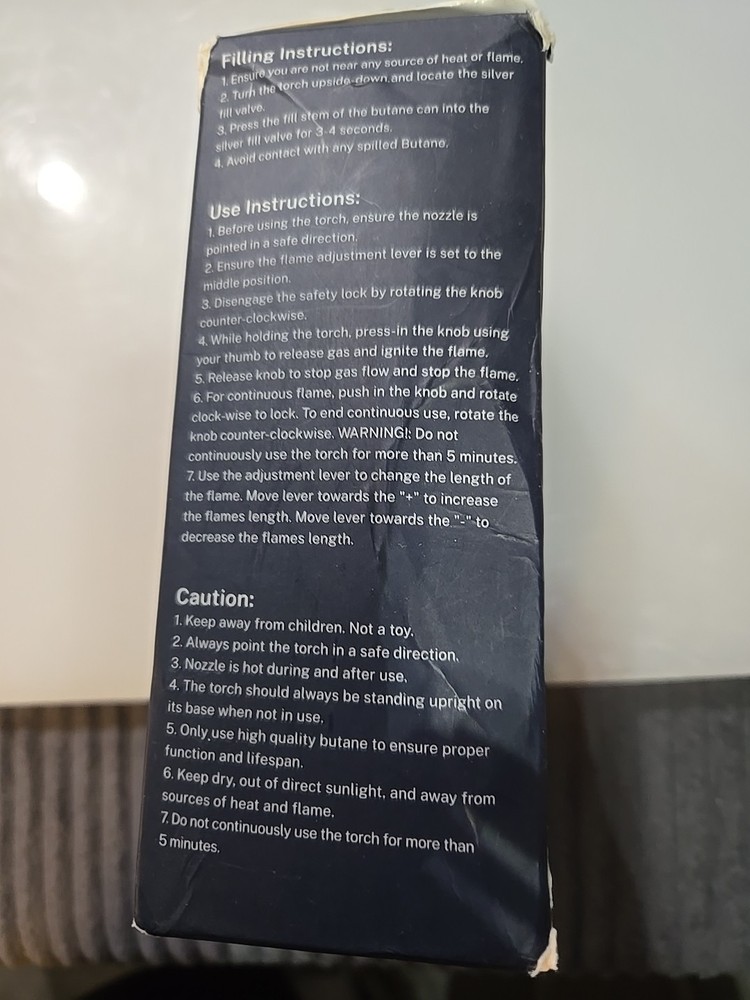 Filling Instructions:
1. Ensure you are not near any source of heat or flame.
2. Turn the torch upside-down and locate the silver
fill valve.
3. Press the fill stem of the butane can into the
silver fill valve for 3-4 seconds.
4. Avoid contact with any spilled Butane.
Use Instructions:
1. Before using the torch, ensure the nozzle is
pointed in a safe direction.
2. Ensure the flame adjustment lever is set to the
middle position.
3. Disengage the safety lock by rotating the knob
counter-clockwise.
4. While holding the torch, press-in the knob using
your thumb to release gas and ignite the flame.
5. Release knob to stop gas flow and stop the flame.
6. For continuous flame, push in the knob and rotate
clock-wise to lock. To end continuous use, rotate the
knob counter-clockwise. WARNING!: Do not
continuously use the torch for more than 5 minutes.
7. Use the adjustment lever to change the length of
the flame. Move lever towards the "+" to increase
the flames length. Move lever towards the "-" to
decrease the flames length.
Caution:
1. Keep away from children. Not a toy.
2. Always point the torch in a safe direction.
3. Nozzle is hot during and after use.
4. The torch should always be standing upright on
its base when not in use.
5. Only use high quality butane to ensure proper
function and lifespan.
6. Keep dry, out of direct sunlight, and away from
sources of heat and flame.
7. Do not continuously use the torch for more than
5 minutes.